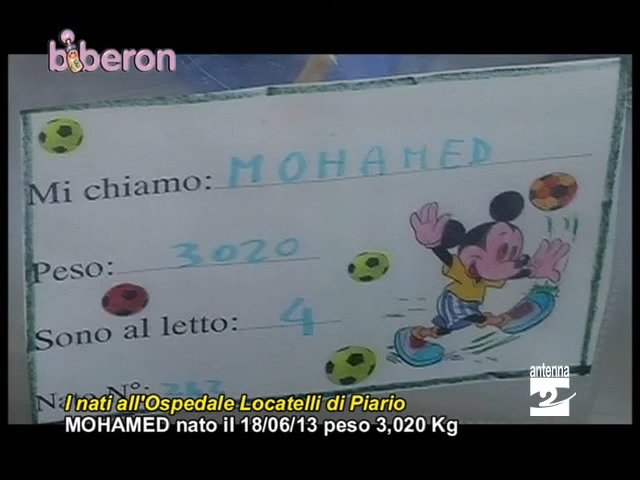 biberon
Mi chiamo: MOHAMED
Peso: 3020
Sono al letto: 4
I nati all'Ospedale Locatelli di Piario
MOHAMED nato il 18/06/13 peso 3,020 Kg
antenna
2